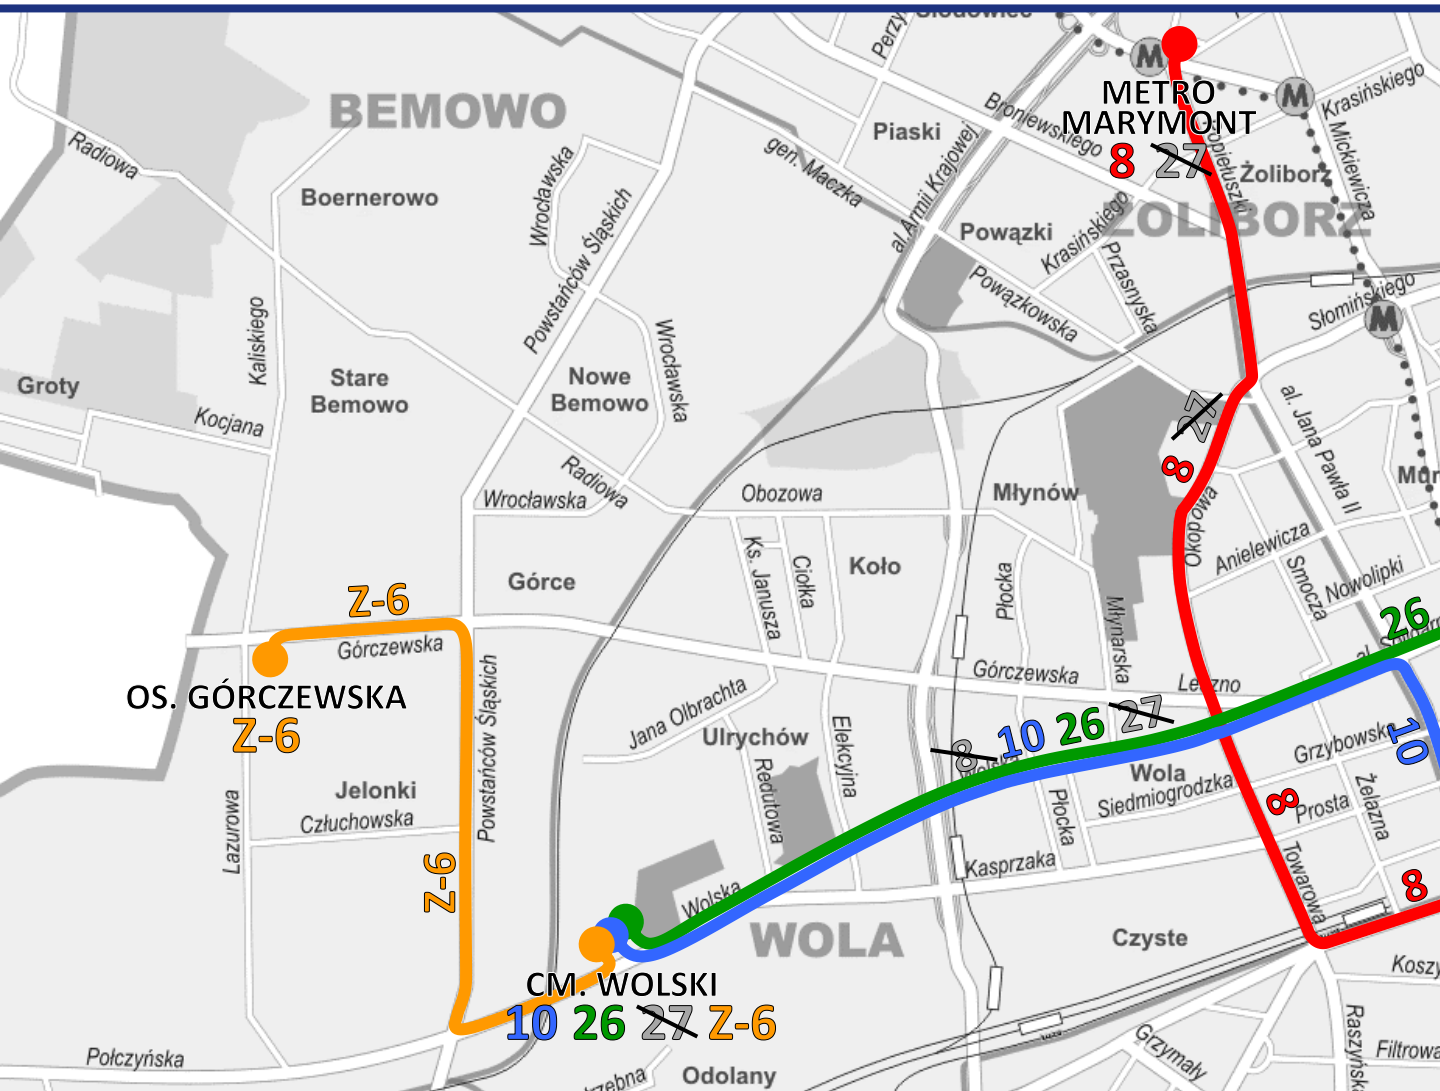 Słodowiec
M
M
METRO
MARYMONT
8 27
Krasińskiego
BEMOWO
Piaski
Broniewskiego
Mickiewicza
Radiowa
gen. Maczka
al. Armii Krajowej
Popiełuszki
Żoliborz
ŻOLIBORZ
Wrocławska
Boernerowo
Powstańców Śląskich
Powązki
Krasińskiego
Przasnyska
Powązkowska
Słomińskiego
M
Kaliskiego
Wrocławska
Groty
Stare
Bemowo
Nowe
Bemowo
Kocjana
27
al. Jana Pawła II
8
Radiowa
Wrocławska
Obozowa
Młynów
Okopowa
Ks. Janusza
Ciołka
Koło
Płocka
Anielewicza
Smocza
Nowolipki
Górce
Młynarska
Z-6
26
Górczewska
OS. GÓRCZEWSKA
Z-6
Powstańców Śląskich
Górczewska
Leszno
Jana Olbrachta
Ulrychów
Elekcyjna
8
10
26
27
Wolska
Grzybowska
10
Redutowa
Wola
Siedmiogrodzka
8
Prosta
Żelazna
Jelonki
Człuchowska
Lazurowa
Płocka
Kasprzaka
Towarowa
8
Z-6
Wolska
WOLA
Czyste
CM. WOLSKI
10 26 27 Z-6
Połczyńska
Odolany
Grzymały
Raszyńska